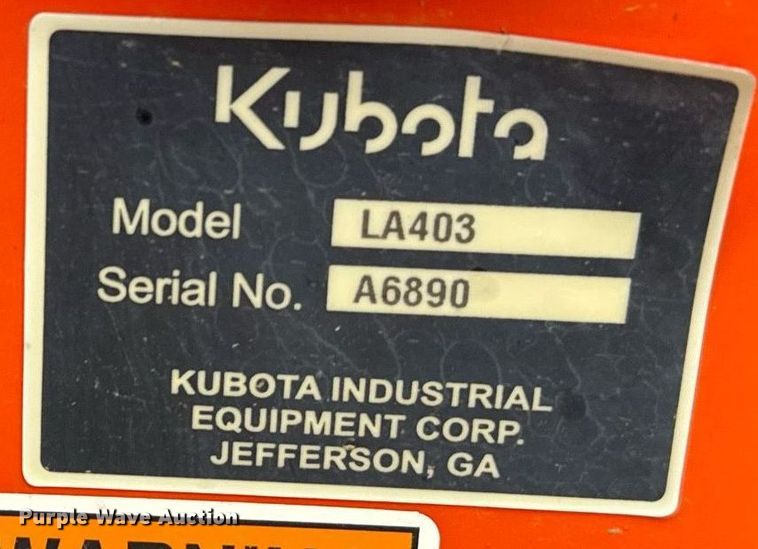 Kubota
Model LA403
Serial No. A6890
KUBOTA INDUSTRIAL
EQUIPMENT CORP.
JEFFERSON, GA
Purple Wave Auction